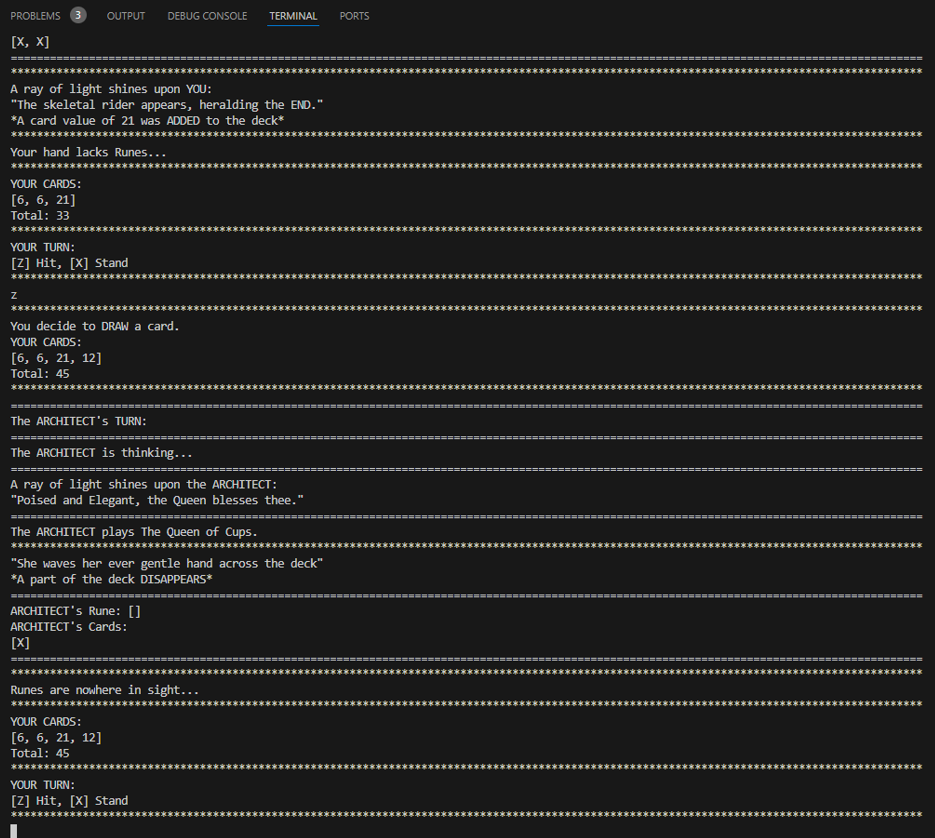 PROBLEMS 3 OUTPUT DEBUG CONSOLE TERMINAL PORTS
[X, X]
============================================================================================================================================
********************************************************************************************************************************************
A ray of light shines upon YOU:
"The skeletal rider appears, heralding the END."
*A card value of 21 was ADDED to the deck*
********************************************************************************************************************************************
Your hand lacks Runes...
********************************************************************************************************************************************
YOUR CARDS:
[6, 6, 21]
Total: 33
********************************************************************************************************************************************
YOUR TURN:
[Z] Hit, [X] Stand
********************************************************************************************************************************************
z
********************************************************************************************************************************************
You decide to DRAW a card.
YOUR CARDS:
[6, 6, 21, 12]
Total: 45
********************************************************************************************************************************************
============================================================================================================================================
The ARCHITECT's TURN:
============================================================================================================================================
The ARCHITECT is thinking...
============================================================================================================================================
A ray of light shines upon the ARCHITECT:
"Poised and Elegant, the Queen blesses thee."
============================================================================================================================================
The ARCHITECT plays The Queen of Cups.
********************************************************************************************************************************************
"She waves her ever gentle hand across the deck"
*A part of the deck DISAPPEARS*
============================================================================================================================================
ARCHITECT's Rune: []
ARCHITECT's Cards:
[X]
============================================================================================================================================
********************************************************************************************************************************************
Runes are nowhere in sight...
********************************************************************************************************************************************
YOUR CARDS:
[6, 6, 21, 12]
Total: 45
********************************************************************************************************************************************
YOUR TURN:
[Z] Hit, [X] Stand
********************************************************************************************************************************************